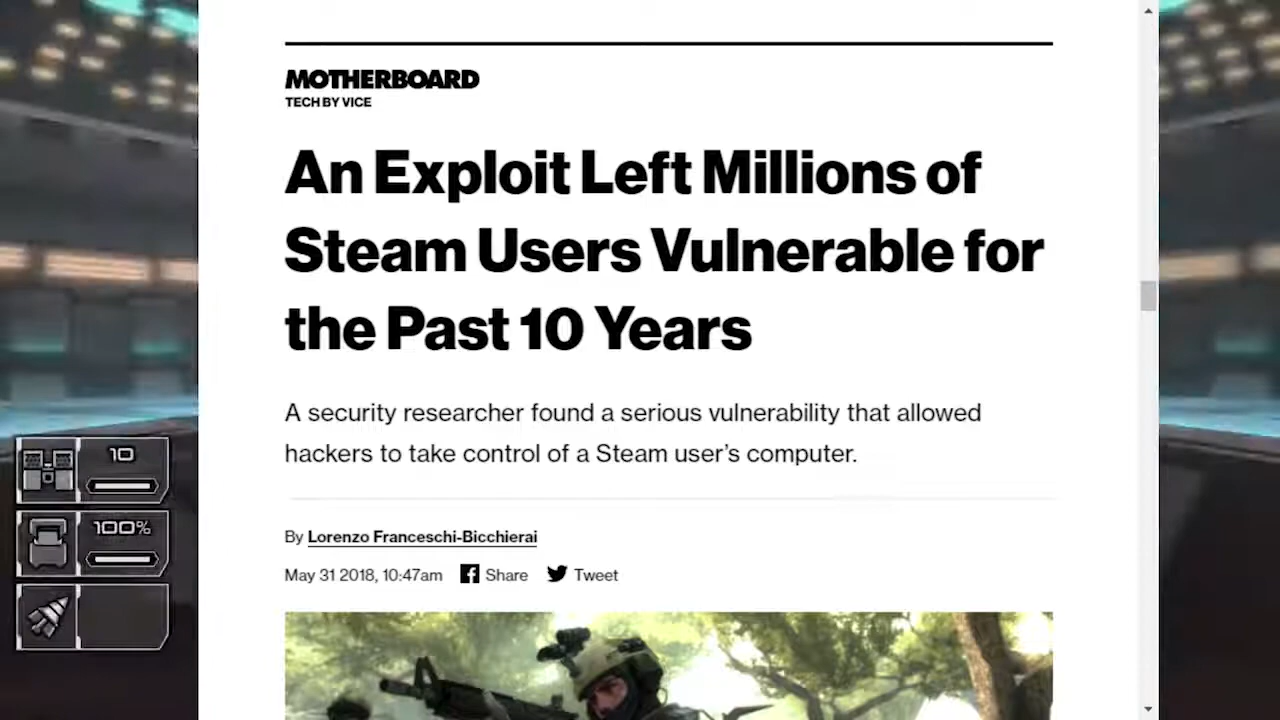 MOTHERBOARD
TECH BY VICE
An Exploit Left Millions of
Steam Users Vulnerable for
the Past 10 Years
A security researcher found a serious vulnerability that allowed
hackers to take control of a Steam user’s computer.
By Lorenzo Franceschi-Bicchierai
May 31 2018, 10:47am Share Tweet
10
100%